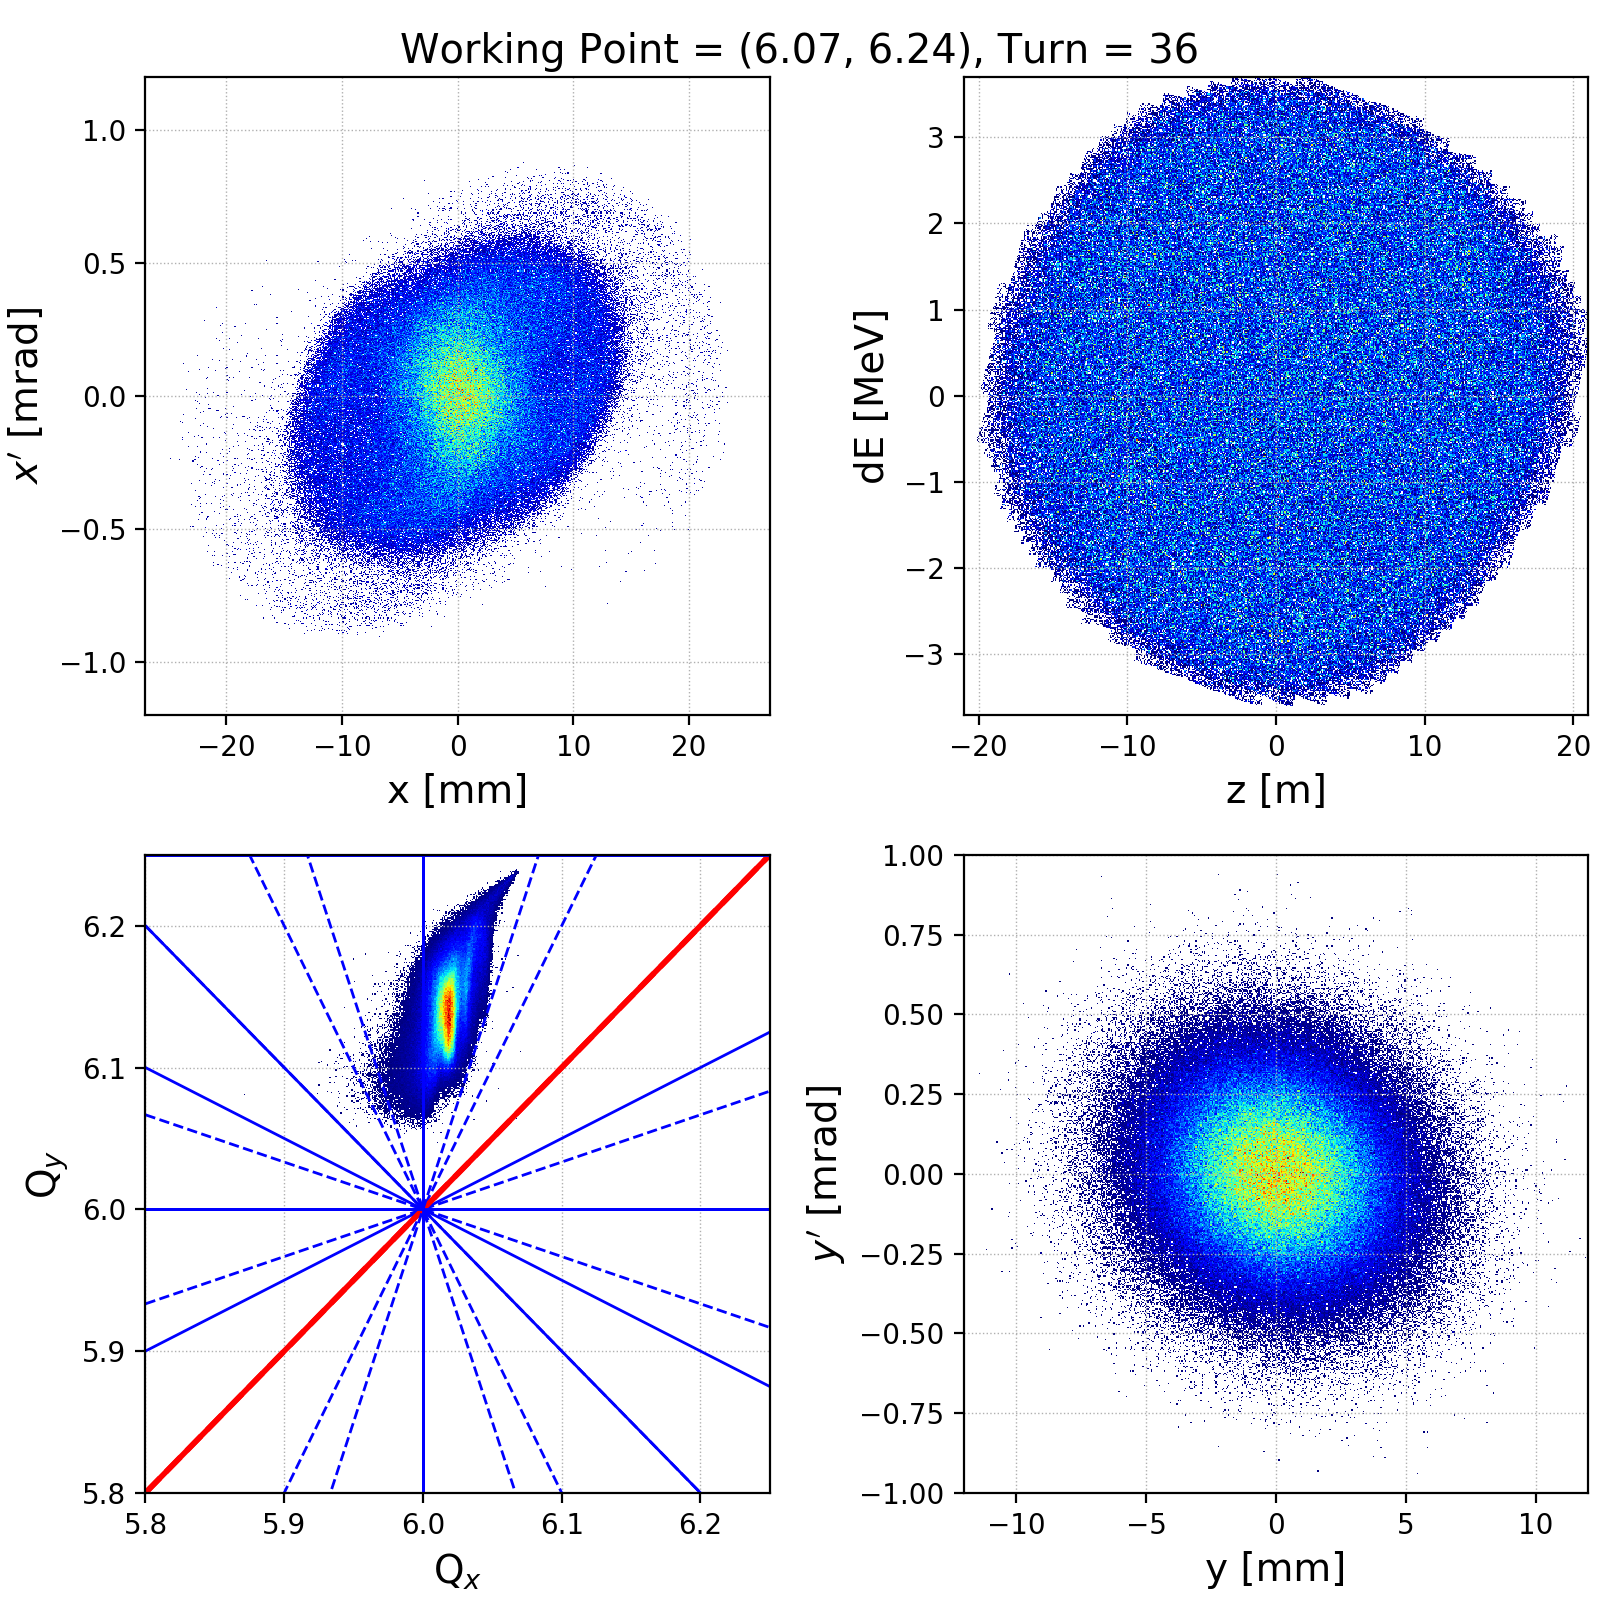 Working Point = (6.07, 6.24), Turn = 36
1.0
0.5
0.0
−0.5
−1.0
x′ [mrad]
−20 −10 0 10 20
x [mm]
3
2
1
0
−1
−2
−3
dE [MeV]
−20 −10 0 10 20
z [m]
6.2
6.1
6.0
5.9
5.8
Qy
5.8 5.9 6.0 6.1 6.2
Qx
1.00
0.75
0.50
0.25
0.00
−0.25
−0.50
−0.75
−1.00
y′ [mrad]
−10 −5 0 5 10
y [mm]